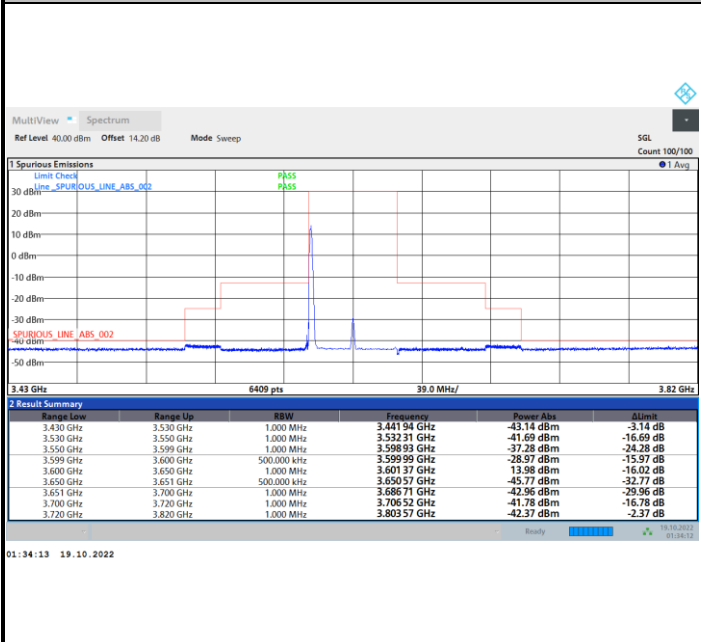 MultiView Spectrum
Ref Level 40.00 dBm Offset 14.20 dB Mode Sweep SGL
Count 100/100
1 Spurious Emissions 1 Avg
Limit Check PASS
Line _SPURIOUS_LINE_ABS_002 PASS
30 dBm
20 dBm
10 dBm
0 dBm
-10 dBm
-20 dBm
-30 dBm
SPURIOUS_LINE_ABS_002
-40 dBm
-50 dBm
3.43 GHz 6409 pts 39.0 MHz/ 3.82 GHz
2 Result Summary
Range Low Range Up RBW Frequency Power Abs ΔLimit
3.430 GHz 3.530 GHz 1.000 MHz 3.441 94 GHz -43.14 dBm -3.14 dB
3.530 GHz 3.550 GHz 1.000 MHz 3.532 31 GHz -41.69 dBm -16.69 dB
3.550 GHz 3.599 GHz 1.000 MHz 3.598 93 GHz -37.28 dBm -24.28 dB
3.599 GHz 3.600 GHz 500.000 kHz 3.599 99 GHz -28.97 dBm -15.97 dB
3.600 GHz 3.650 GHz 1.000 MHz 3.601 37 GHz 13.98 dBm -16.02 dB
3.650 GHz 3.651 GHz 500.000 kHz 3.650 57 GHz -45.77 dBm -32.77 dB
3.651 GHz 3.700 GHz 1.000 MHz 3.686 71 GHz -42.96 dBm -29.96 dB
3.700 GHz 3.720 GHz 1.000 MHz 3.706 52 GHz -41.78 dBm -16.78 dB
3.720 GHz 3.820 GHz 1.000 MHz 3.803 57 GHz -42.37 dBm -2.37 dB
Ready 19.10.2022
01:34:12
01:34:13 19.10.2022